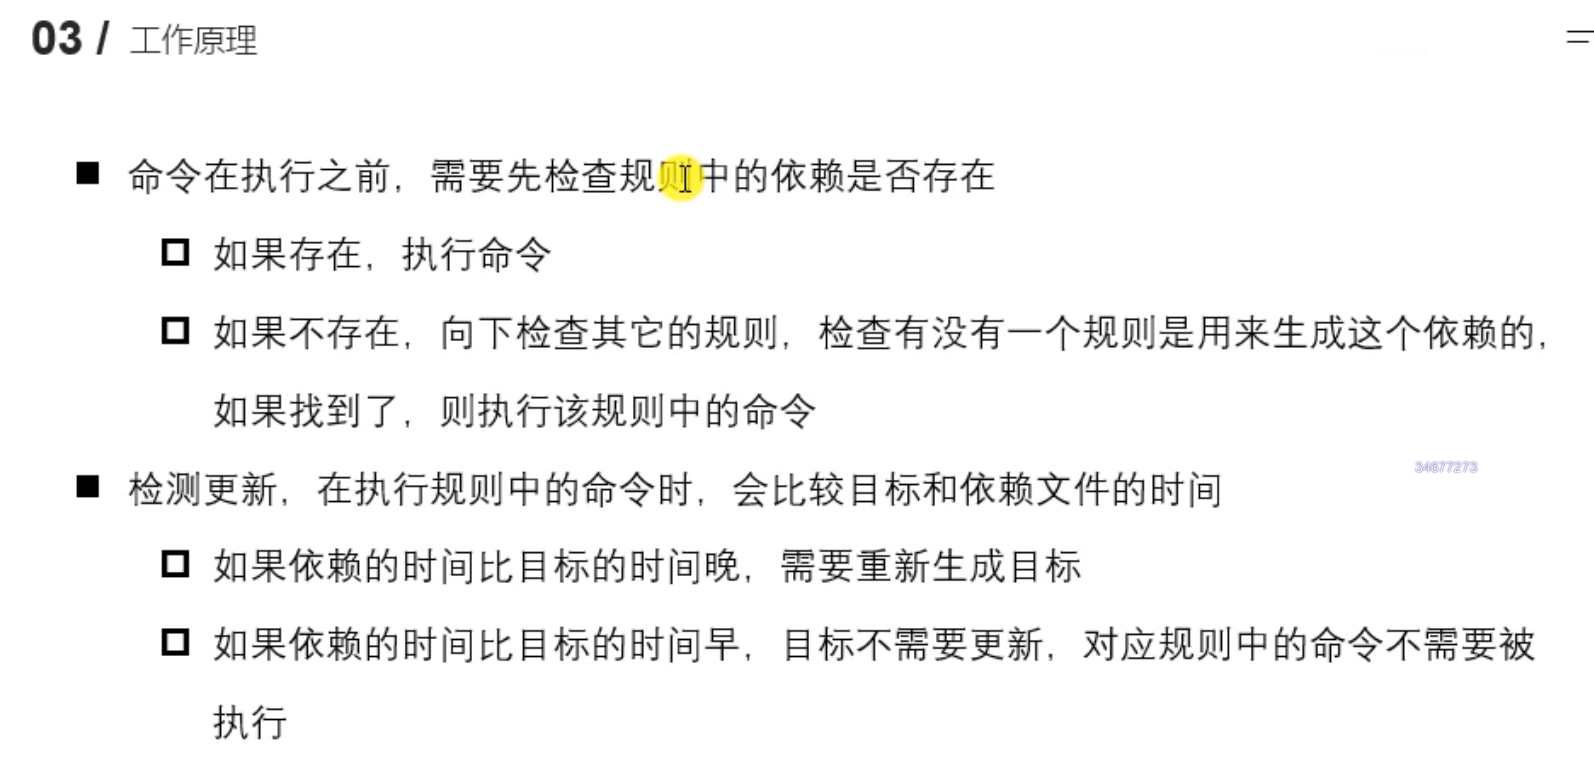 03 / 工作原理
命令在执行之前，需要先检查规则中的依赖是否存在
如果存在，执行命令
如果不存在，向下检查其它的规则，检查有没有一个规则是用来生成这个依赖的，
如果找到了，则执行该规则中的命令
34677273
检测更新，在执行规则中的命令时，会比较目标和依赖文件的时间
如果依赖的时间比目标的时间晚，需要重新生成目标
如果依赖的时间比目标的时间早，目标不需要更新，对应规则中的命令不需要被
执行